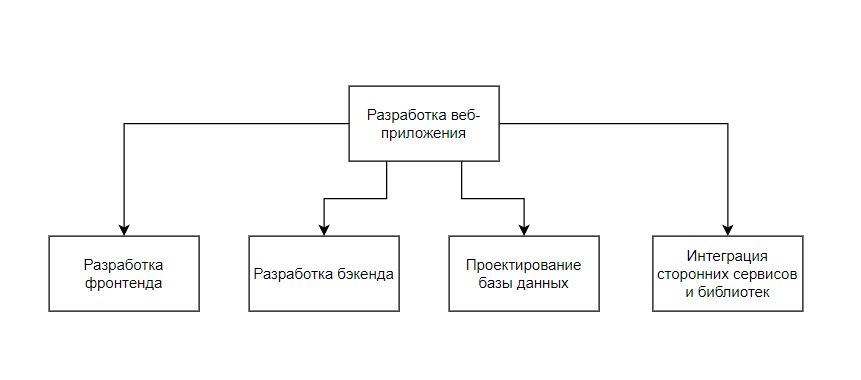 Разработка веб-
приложения
Разработка
фронтенда
Разработка бэкенда
Проектирование
базы данных
Интеграция
сторонних сервисов
и библиотек